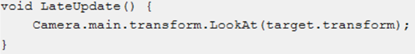 void LateUpdate() {
    Camera.main.transform.LookAt(target.transform);
}